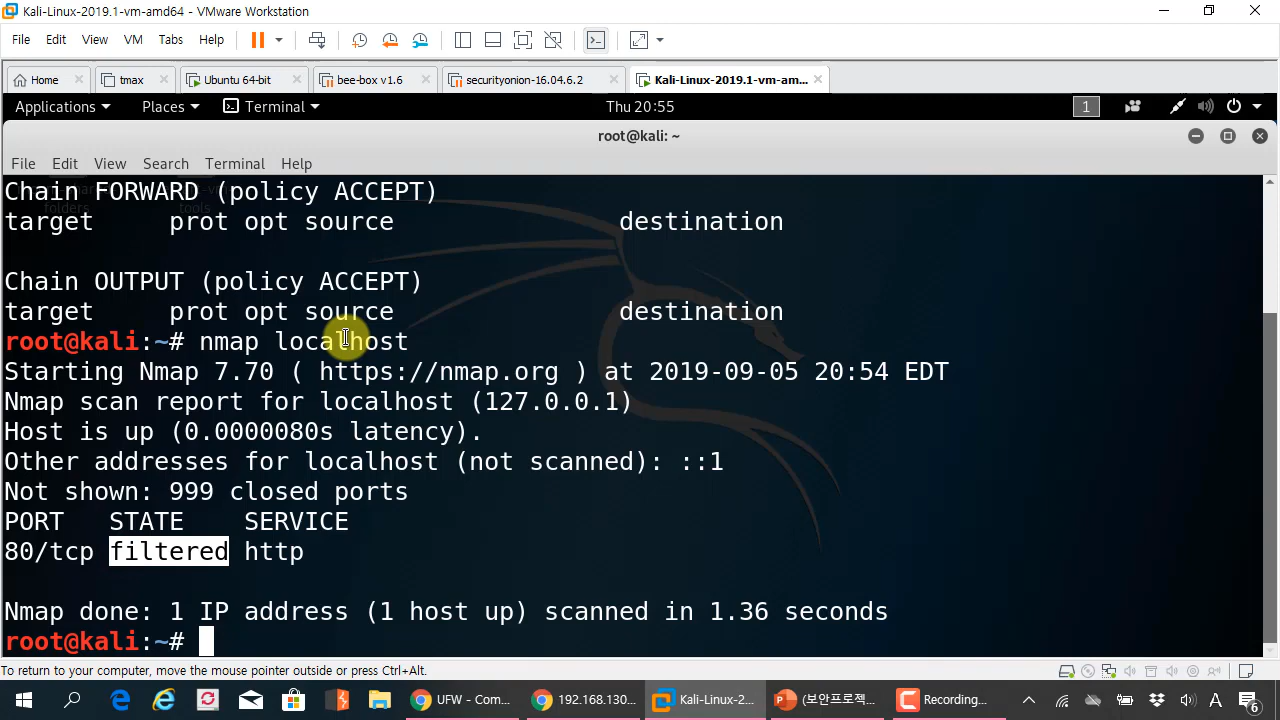 Kali-Linux-2019.1-vm-amd64 - VMware Workstation
File Edit View VM Tabs Help
Home tmax Ubuntu 64-bit bee-box v1.6 securityonion-16.04.6.2 Kali-Linux-2019.1-vm-am...
Applications Places Terminal Thu 20:55 1
root@kali: ~
File Edit View Search Terminal Help
Chain FORWARD (policy ACCEPT)
target prot opt source destination
Chain OUTPUT (policy ACCEPT)
target prot opt source destination
root@kali:~# nmap localhost
Starting Nmap 7.70 ( https://nmap.org ) at 2019-09-05 20:54 EDT
Nmap scan report for localhost (127.0.0.1)
Host is up (0.0000080s latency).
Other addresses for localhost (not scanned): ::1
Not shown: 999 closed ports
PORT STATE SERVICE
80/tcp filtered http
Nmap done: 1 IP address (1 host up) scanned in 1.36 seconds
root@kali:~#
To return to your computer, move the mouse pointer outside or press Ctrl+Alt.
UFW - Com... 192.168.130... Kali-Linux-2... (보안프로젝... Recording... A 6